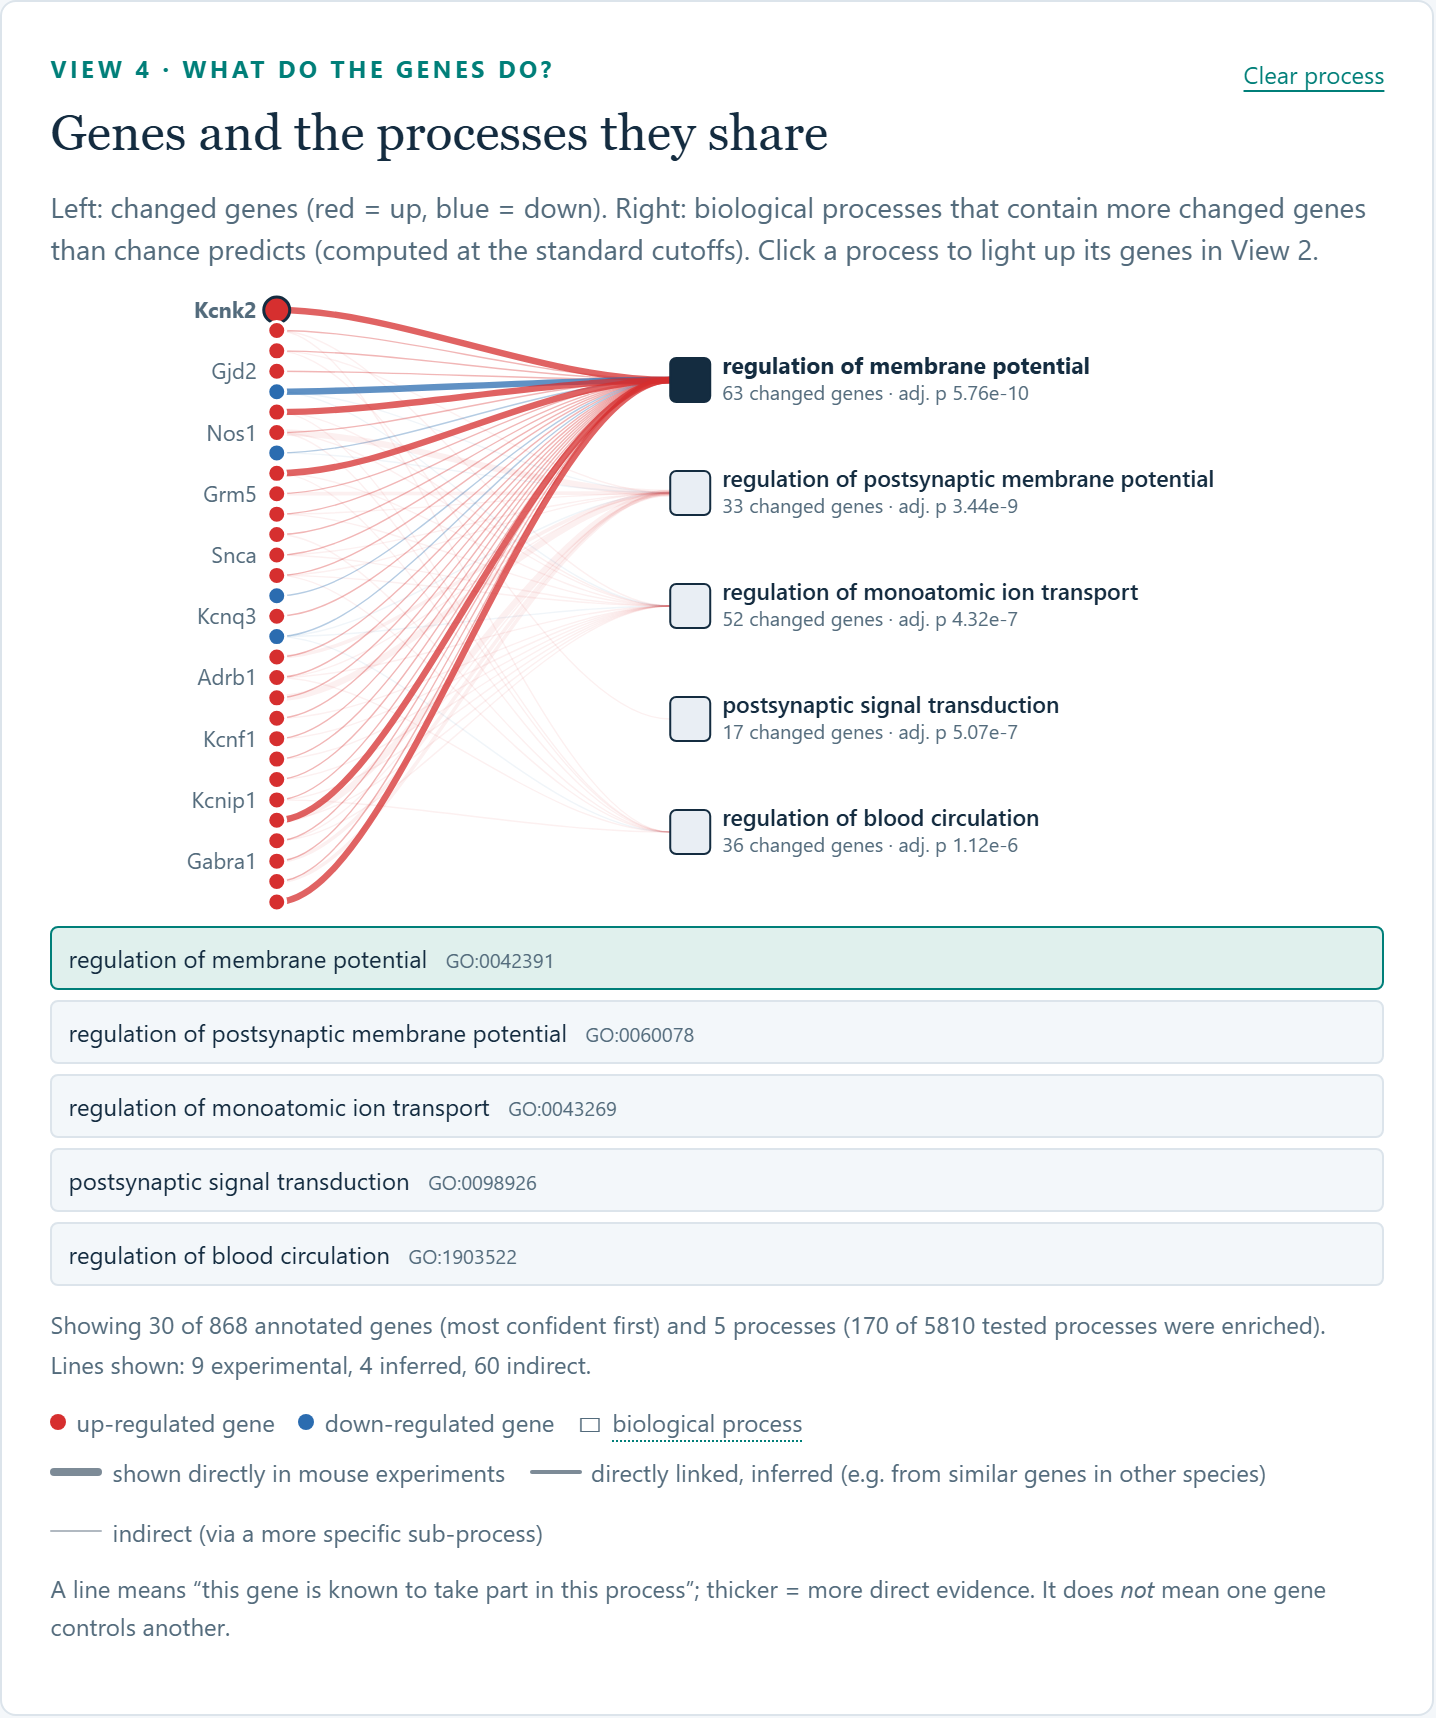 VIEW 4 · WHAT DO THE GENES DO?
Clear process
Genes and the processes they share
Left: changed genes (red = up, blue = down). Right: biological processes that contain more changed genes
than chance predicts (computed at the standard cutoffs). Click a process to light up its genes in View 2.
Kcnk2
Gjd2
Nos1
Grm5
Snca
Kcnq3
Adrb1
Kcnf1
Kcnip1
Gabra1
regulation of membrane potential
63 changed genes · adj. p 5.76e-10
regulation of postsynaptic membrane potential
33 changed genes · adj. p 3.44e-9
regulation of monoatomic ion transport
52 changed genes · adj. p 4.32e-7
postsynaptic signal transduction
17 changed genes · adj. p 5.07e-7
regulation of blood circulation
36 changed genes · adj. p 1.12e-6
regulation of membrane potential GO:0042391
regulation of postsynaptic membrane potential GO:0060078
regulation of monoatomic ion transport GO:0043269
postsynaptic signal transduction GO:0098926
regulation of blood circulation GO:1903522
Showing 30 of 868 annotated genes (most confident first) and 5 processes (170 of 5810 tested processes were enriched).
Lines shown: 9 experimental, 4 inferred, 60 indirect.
up-regulated gene down-regulated gene biological process
shown directly in mouse experiments directly linked, inferred (e.g. from similar genes in other species)
indirect (via a more specific sub-process)
A line means “this gene is known to take part in this process”; thicker = more direct evidence. It does not mean one gene
controls another.